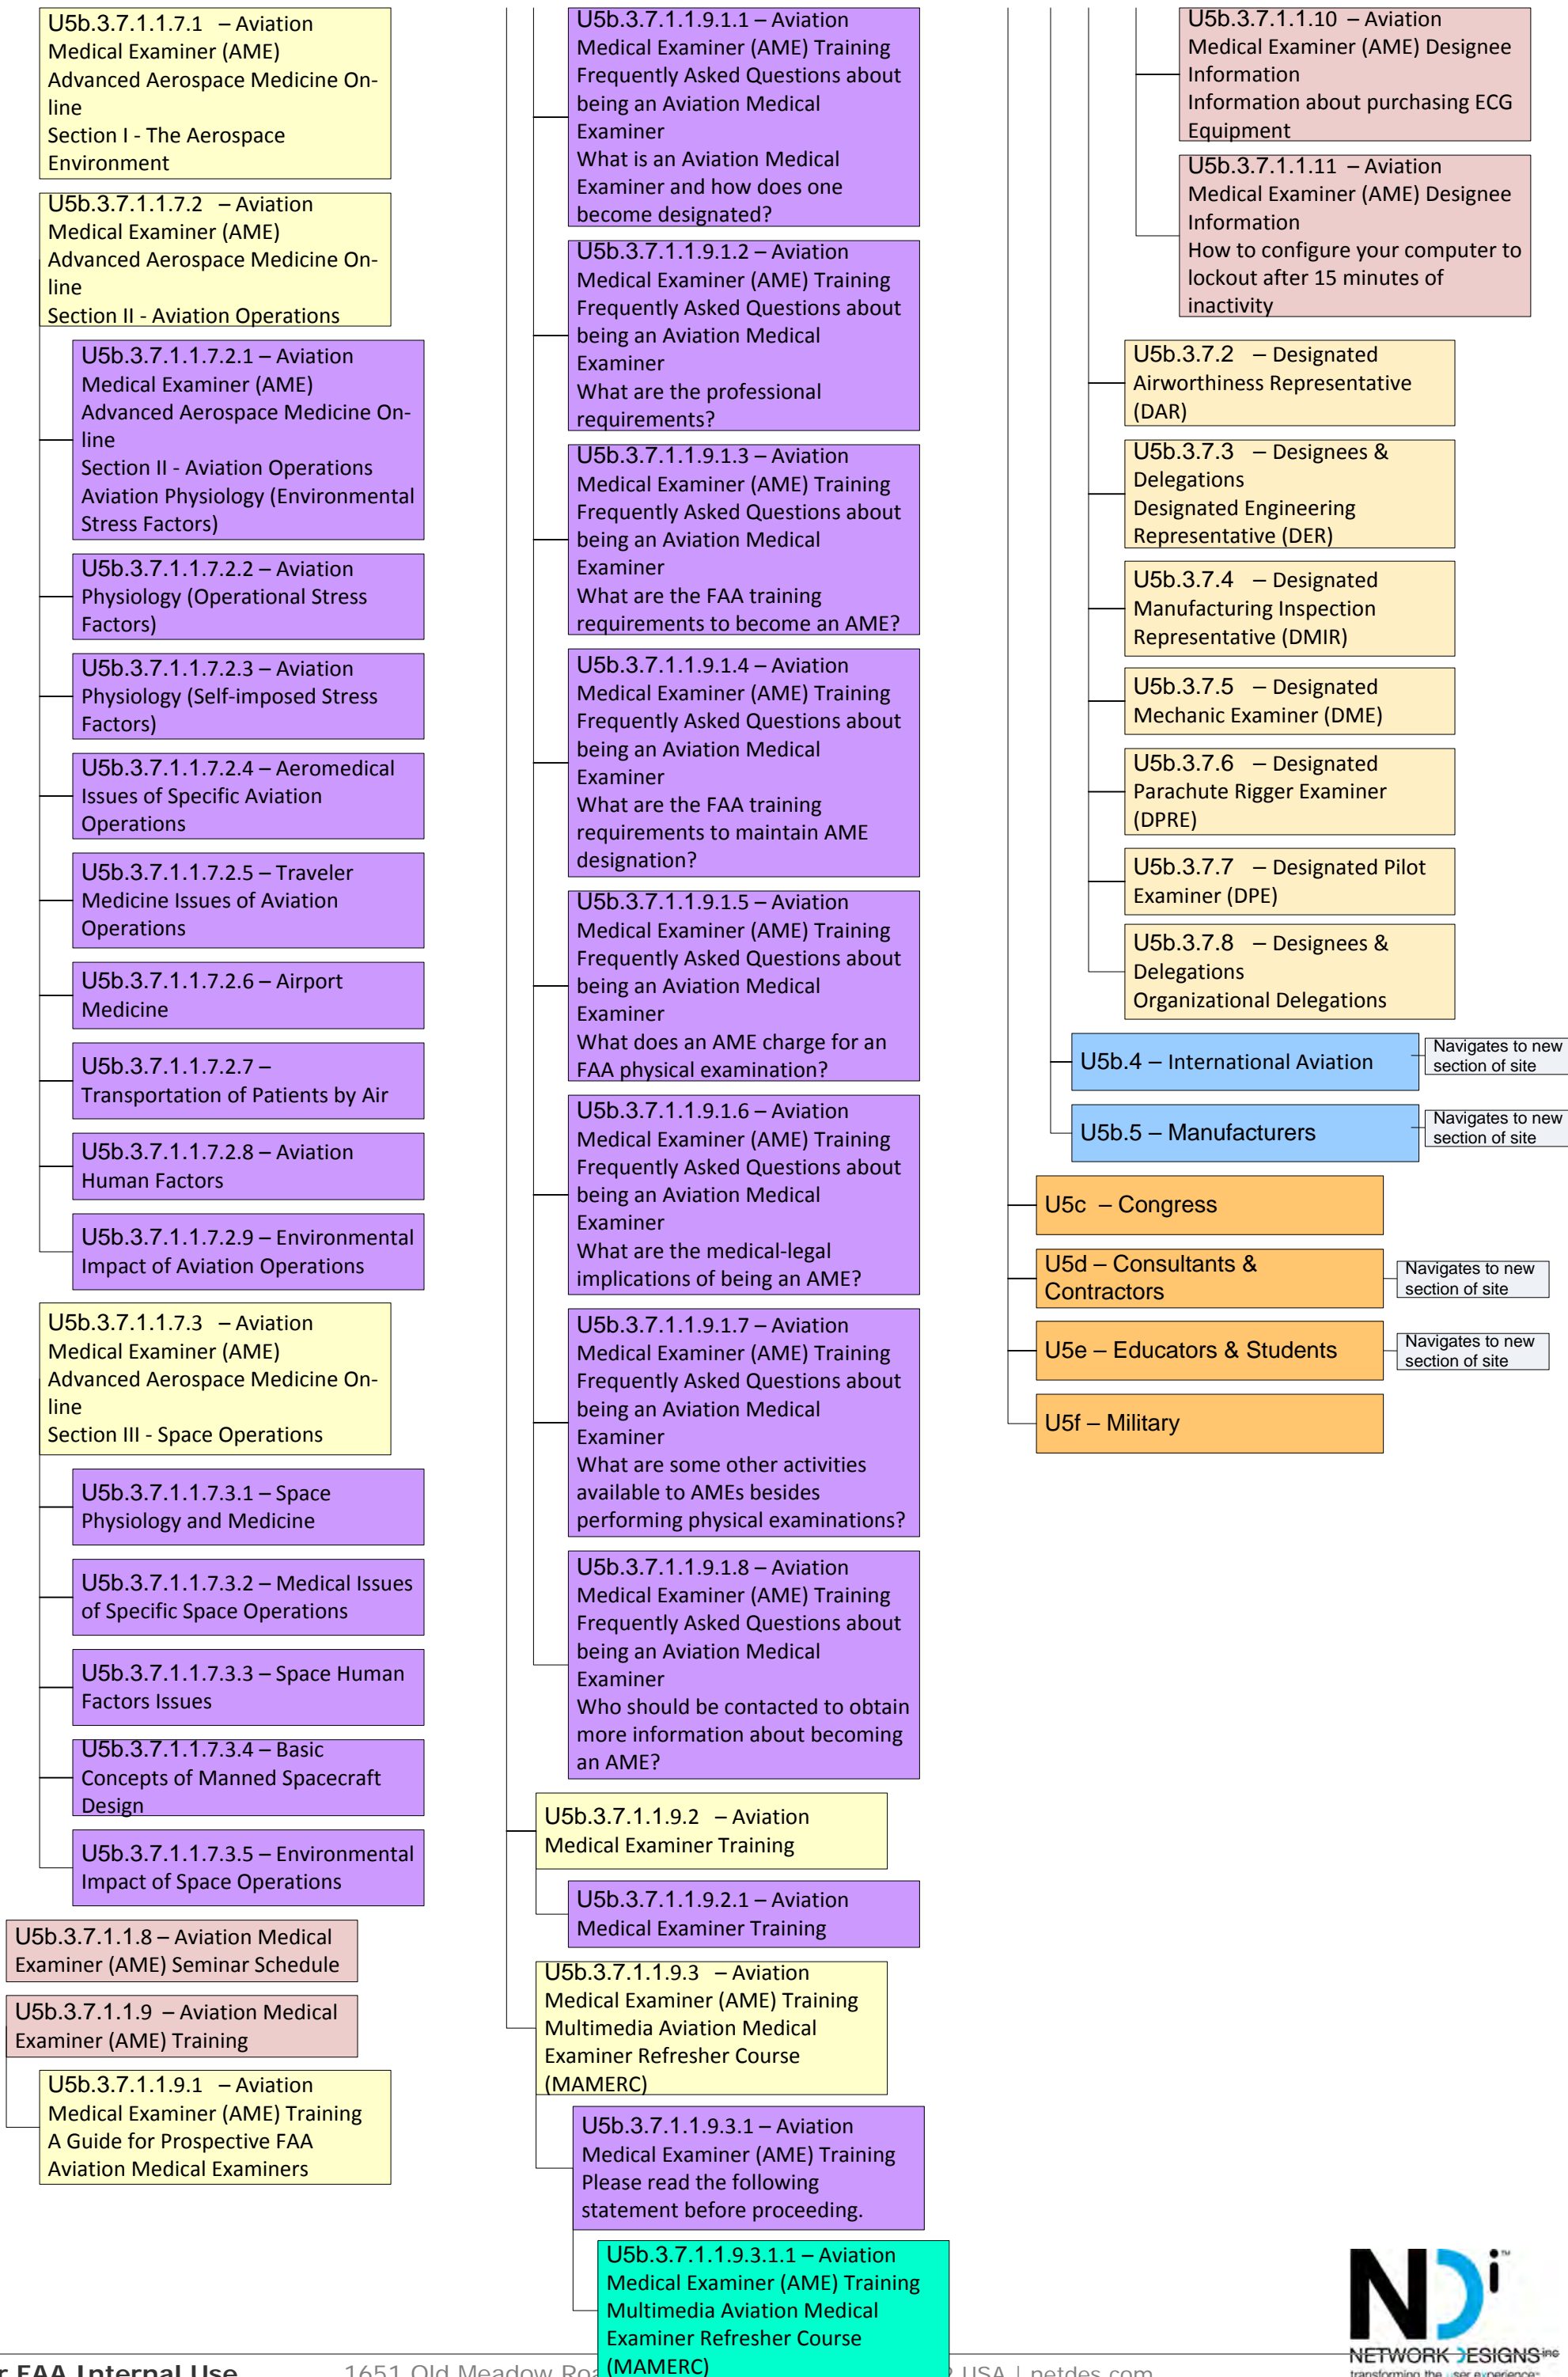 U5b.3.7.1.1.7.1 – Aviation
Medical Examiner (AME)
Advanced Aerospace Medicine On-
line
Section I - The Aerospace
Environment
U5b.3.7.1.1.7.2 – Aviation
Medical Examiner (AME)
Advanced Aerospace Medicine On-
line
Section II - Aviation Operations
U5b.3.7.1.1.7.2.1 – Aviation
Medical Examiner (AME)
Advanced Aerospace Medicine On-
line
Section II - Aviation Operations
Aviation Physiology (Environmental
Stress Factors)
U5b.3.7.1.1.7.2.2 – Aviation
Physiology (Operational Stress
Factors)
U5b.3.7.1.1.7.2.3 – Aviation
Physiology (Self-imposed Stress
Factors)
U5b.3.7.1.1.7.2.4 – Aeromedical
Issues of Specific Aviation
Operations
U5b.3.7.1.1.7.2.5 – Traveler
Medicine Issues of Aviation
Operations
U5b.3.7.1.1.7.2.6 – Airport
Medicine
U5b.3.7.1.1.7.2.7 –
Transportation of Patients by Air
U5b.3.7.1.1.7.2.8 – Aviation
Human Factors
U5b.3.7.1.1.7.2.9 – Environmental
Impact of Aviation Operations
U5b.3.7.1.1.7.3 – Aviation
Medical Examiner (AME)
Advanced Aerospace Medicine On-
line
Section III - Space Operations
U5b.3.7.1.1.7.3.1 – Space
Physiology and Medicine
U5b.3.7.1.1.7.3.2 – Medical Issues
of Specific Space Operations
U5b.3.7.1.1.7.3.3 – Space Human
Factors Issues
U5b.3.7.1.1.7.3.4 – Basic
Concepts of Manned Spacecraft
Design
U5b.3.7.1.1.7.3.5 – Environmental
Impact of Space Operations
U5b.3.7.1.1.8 – Aviation Medical
Examiner (AME) Seminar Schedule
U5b.3.7.1.1.9 – Aviation Medical
Examiner (AME) Training
U5b.3.7.1.1.9.1 – Aviation
Medical Examiner (AME) Training
A Guide for Prospective FAA
Aviation Medical Examiners
U5b.3.7.1.1.9.1.1 – Aviation
Medical Examiner (AME) Training
Frequently Asked Questions about
being an Aviation Medical
Examiner
What is an Aviation Medical
Examiner and how does one
become designated?
U5b.3.7.1.1.9.1.2 – Aviation
Medical Examiner (AME) Training
Frequently Asked Questions about
being an Aviation Medical
Examiner
What are the professional
requirements?
U5b.3.7.1.1.9.1.3 – Aviation
Medical Examiner (AME) Training
Frequently Asked Questions about
being an Aviation Medical
Examiner
What are the FAA training
requirements to become an AME?
U5b.3.7.1.1.9.1.4 – Aviation
Medical Examiner (AME) Training
Frequently Asked Questions about
being an Aviation Medical
Examiner
What are the FAA training
requirements to maintain AME
designation?
U5b.3.7.1.1.9.1.5 – Aviation
Medical Examiner (AME) Training
Frequently Asked Questions about
being an Aviation Medical
Examiner
What does an AME charge for an
FAA physical examination?
U5b.3.7.1.1.9.1.6 – Aviation
Medical Examiner (AME) Training
Frequently Asked Questions about
being an Aviation Medical
Examiner
What are the medical-legal
implications of being an AME?
U5b.3.7.1.1.9.1.7 – Aviation
Medical Examiner (AME) Training
Frequently Asked Questions about
being an Aviation Medical
Examiner
What are some other activities
available to AMEs besides
performing physical examinations?
U5b.3.7.1.1.9.1.8 – Aviation
Medical Examiner (AME) Training
Frequently Asked Questions about
being an Aviation Medical
Examiner
Who should be contacted to obtain
more information about becoming
an AME?
U5b.3.7.1.1.9.2 – Aviation
Medical Examiner Training
U5b.3.7.1.1.9.2.1 – Aviation
Medical Examiner Training
U5b.3.7.1.1.9.3 – Aviation
Medical Examiner (AME) Training
Multimedia Aviation Medical
Examiner Refresher Course
(MAMERC)
U5b.3.7.1.1.9.3.1 – Aviation
Medical Examiner (AME) Training
Please read the following
statement before proceeding.
U5b.3.7.1.1.9.3.1.1 – Aviation
Medical Examiner (AME) Training
Multimedia Aviation Medical
Examiner Refresher Course
(MAMERC)
U5b.3.7.1.1.10 – Aviation
Medical Examiner (AME) Designee
Information
Information about purchasing ECG
Equipment
U5b.3.7.1.1.11 – Aviation
Medical Examiner (AME) Designee
Information
How to configure your computer to
lockout after 15 minutes of
inactivity
U5b.3.7.2 – Designated
Airworthiness Representative
(DAR)
U5b.3.7.3 – Designees &
Delegations
Designated Engineering
Representative (DER)
U5b.3.7.4 – Designated
Manufacturing Inspection
Representative (DMIR)
U5b.3.7.5 – Designated
Mechanic Examiner (DME)
U5b.3.7.6 – Designated
Parachute Rigger Examiner
(DPRE)
U5b.3.7.7 – Designated Pilot
Examiner (DPE)
U5b.3.7.8 – Designees &
Delegations
Organizational Delegations
U5b.4 – International Aviation
Navigates to new
section of site
U5b.5 – Manufacturers
Navigates to new
section of site
U5c – Congress
U5d – Consultants &
Contractors
Navigates to new
section of site
U5e – Educators & Students
Navigates to new
section of site
U5f – Military
NDi™
NETWORK DESIGNS inc
transforming the user experience
FAA Internal Use
1651 Old Meadow
USA | netdes.com